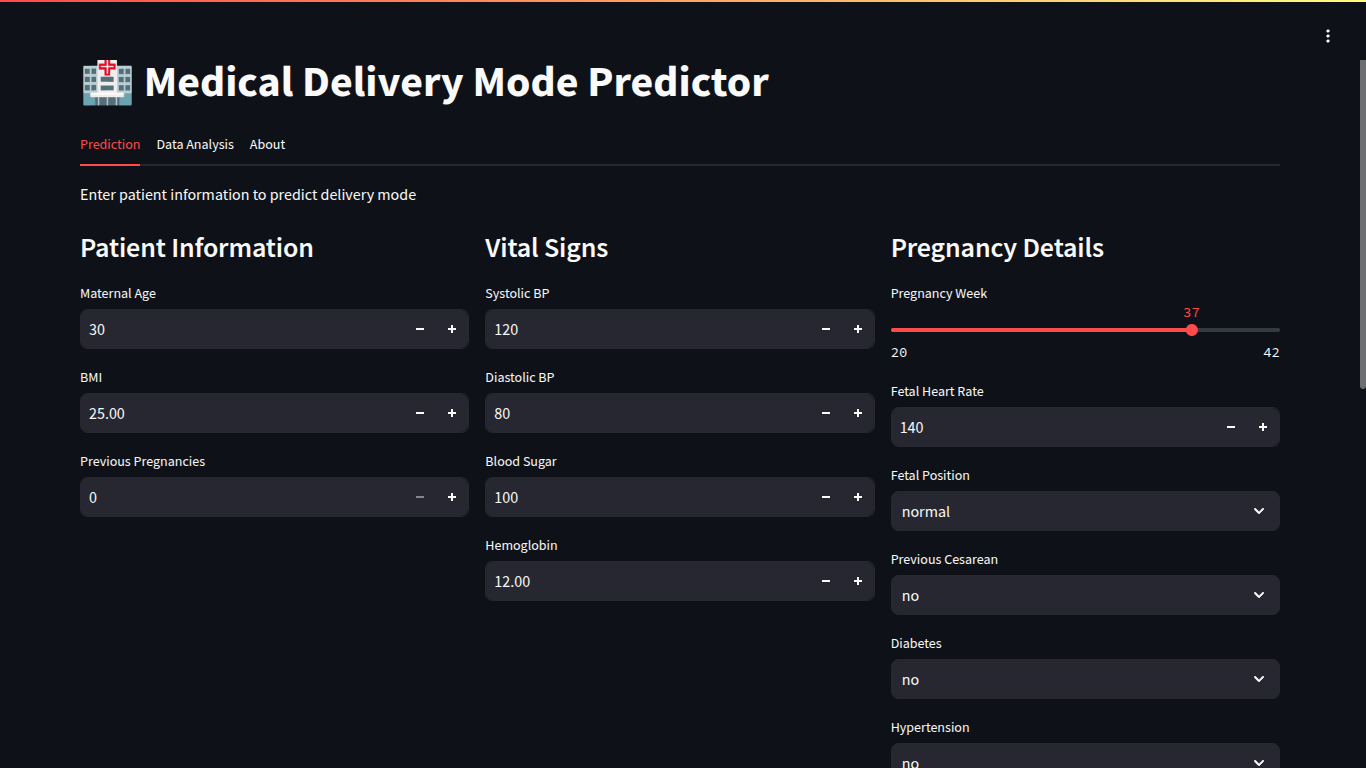 Medical Delivery Mode Predictor
Prediction Data Analysis About
Enter patient information to predict delivery mode
Patient Information
Maternal Age
30
BMI
25.00
Previous Pregnancies
0
Vital Signs
Systolic BP
120
Diastolic BP
80
Blood Sugar
100
Hemoglobin
12.00
Pregnancy Details
Pregnancy Week
37
20 42
Fetal Heart Rate
140
Fetal Position
normal
Previous Cesarean
no
Diabetes
no
Hypertension
no